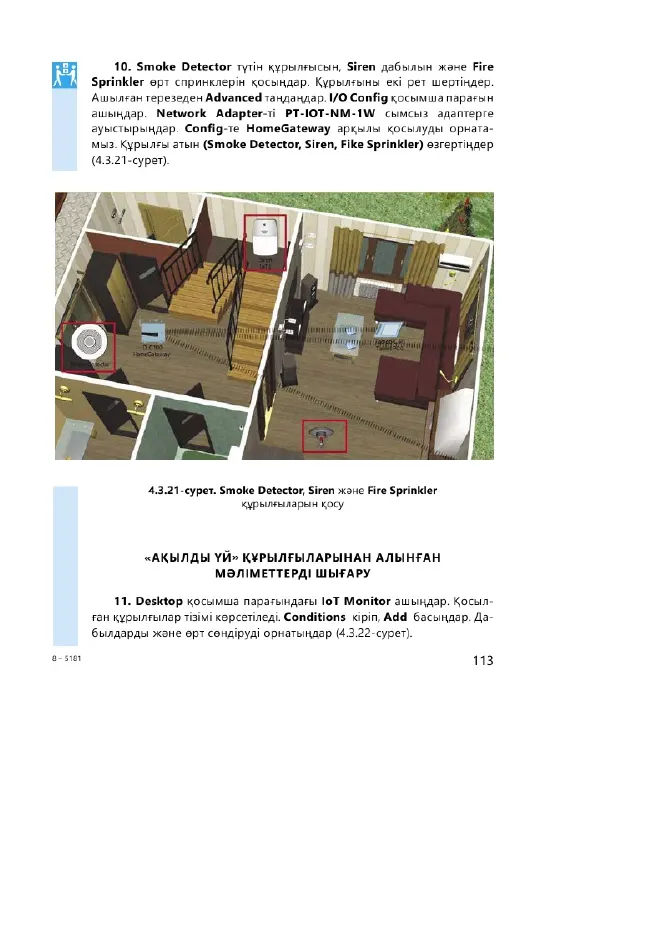 10. Smoke Detector түтін құрылғысын, Siren дабылын және Fire
Sprinkler өрт спринклерін қосыңдар. Құрылғыны екі рет шертіңдер.
Ашылған терезеден Advanced таңдаңдар. I/O Config қосымша парағын
ашыңдар. Network Adapter-ті PT-IOT-NM-1W сымсыз адаптерге
ауыстырыңдар. Config-те HomeGateway арқылы қосылуды орната-
мыз. Құрылғы атын (Smoke Detector, Siren, Fike Sprinkler) өзгертіңдер
(4.3.21-сурет).
Siren
HomeGateway
4.3.21-сурет. Smoke Detector, Siren және Fire Sprinkler
құрылғыларын қосу
«АҚЫЛДЫ ҮЙ» ҚҰРЫЛҒЫЛАРЫНАН АЛЫНҒАН
МӘЛІМЕТТЕРДІ ШЫҒАРУ
11. Desktop қосымша парағындағы IoT Monitor ашыңдар. Қосыл-
ған құрылғылар тізімі көрсетіледі. Conditions кіріп, Add басыңдар. Да-
былдарды және өрт сөндіруді орнатыңдар (4.3.22-сурет).
8 – 5181
113